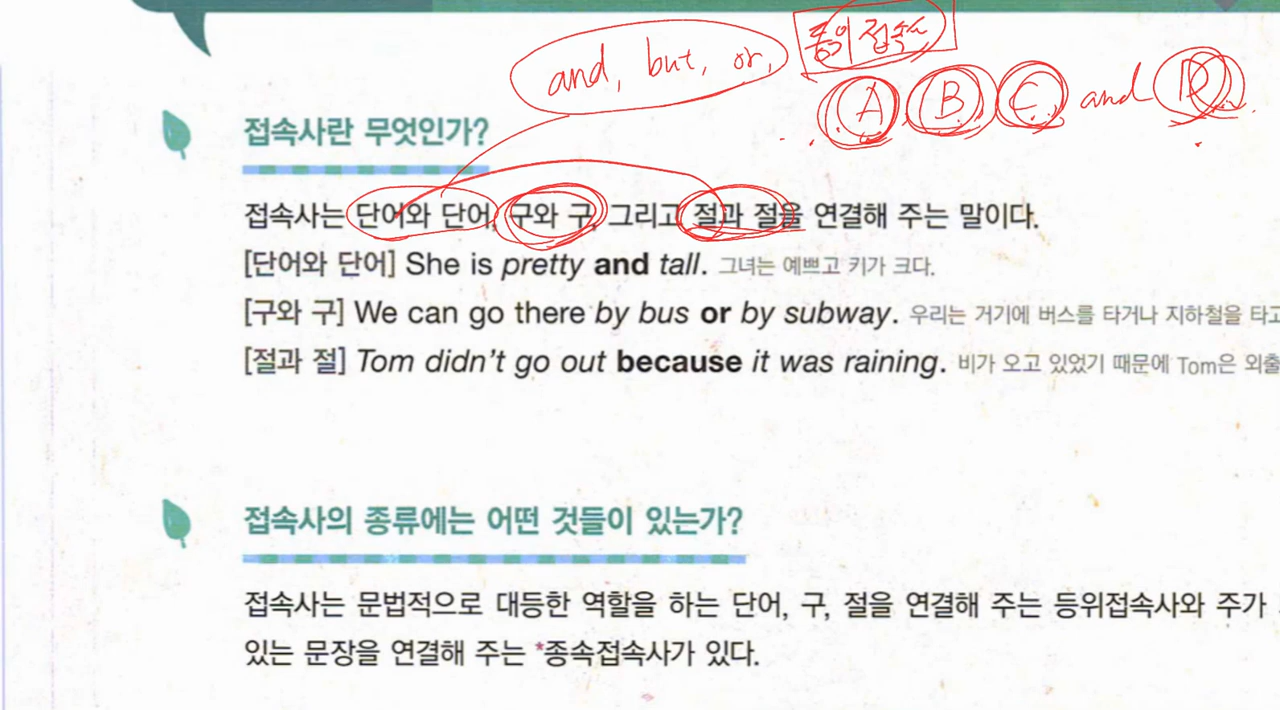 and, but, or, 등위접속사
A B C and D
접속사란 무엇인가?
접속사는 단어와 단어, 구와 구, 그리고 절과 절을 연결해 주는 말이다.
[단어와 단어] She is pretty and tall. 그녀는 예쁘고 키가 크다.
[구와 구] We can go there by bus or by subway. 우리는 거기에 버스를 타거나 지하철을 타고
[절과 절] Tom didn't go out because it was raining. 비가 오고 있었기 때문에 Tom은 외출
접속사의 종류에는 어떤 것들이 있는가?
접속사는 문법적으로 대등한 역할을 하는 단어, 구, 절을 연결해 주는 등위접속사와 주가
있는 문장을 연결해 주는 *종속접속사가 있다.